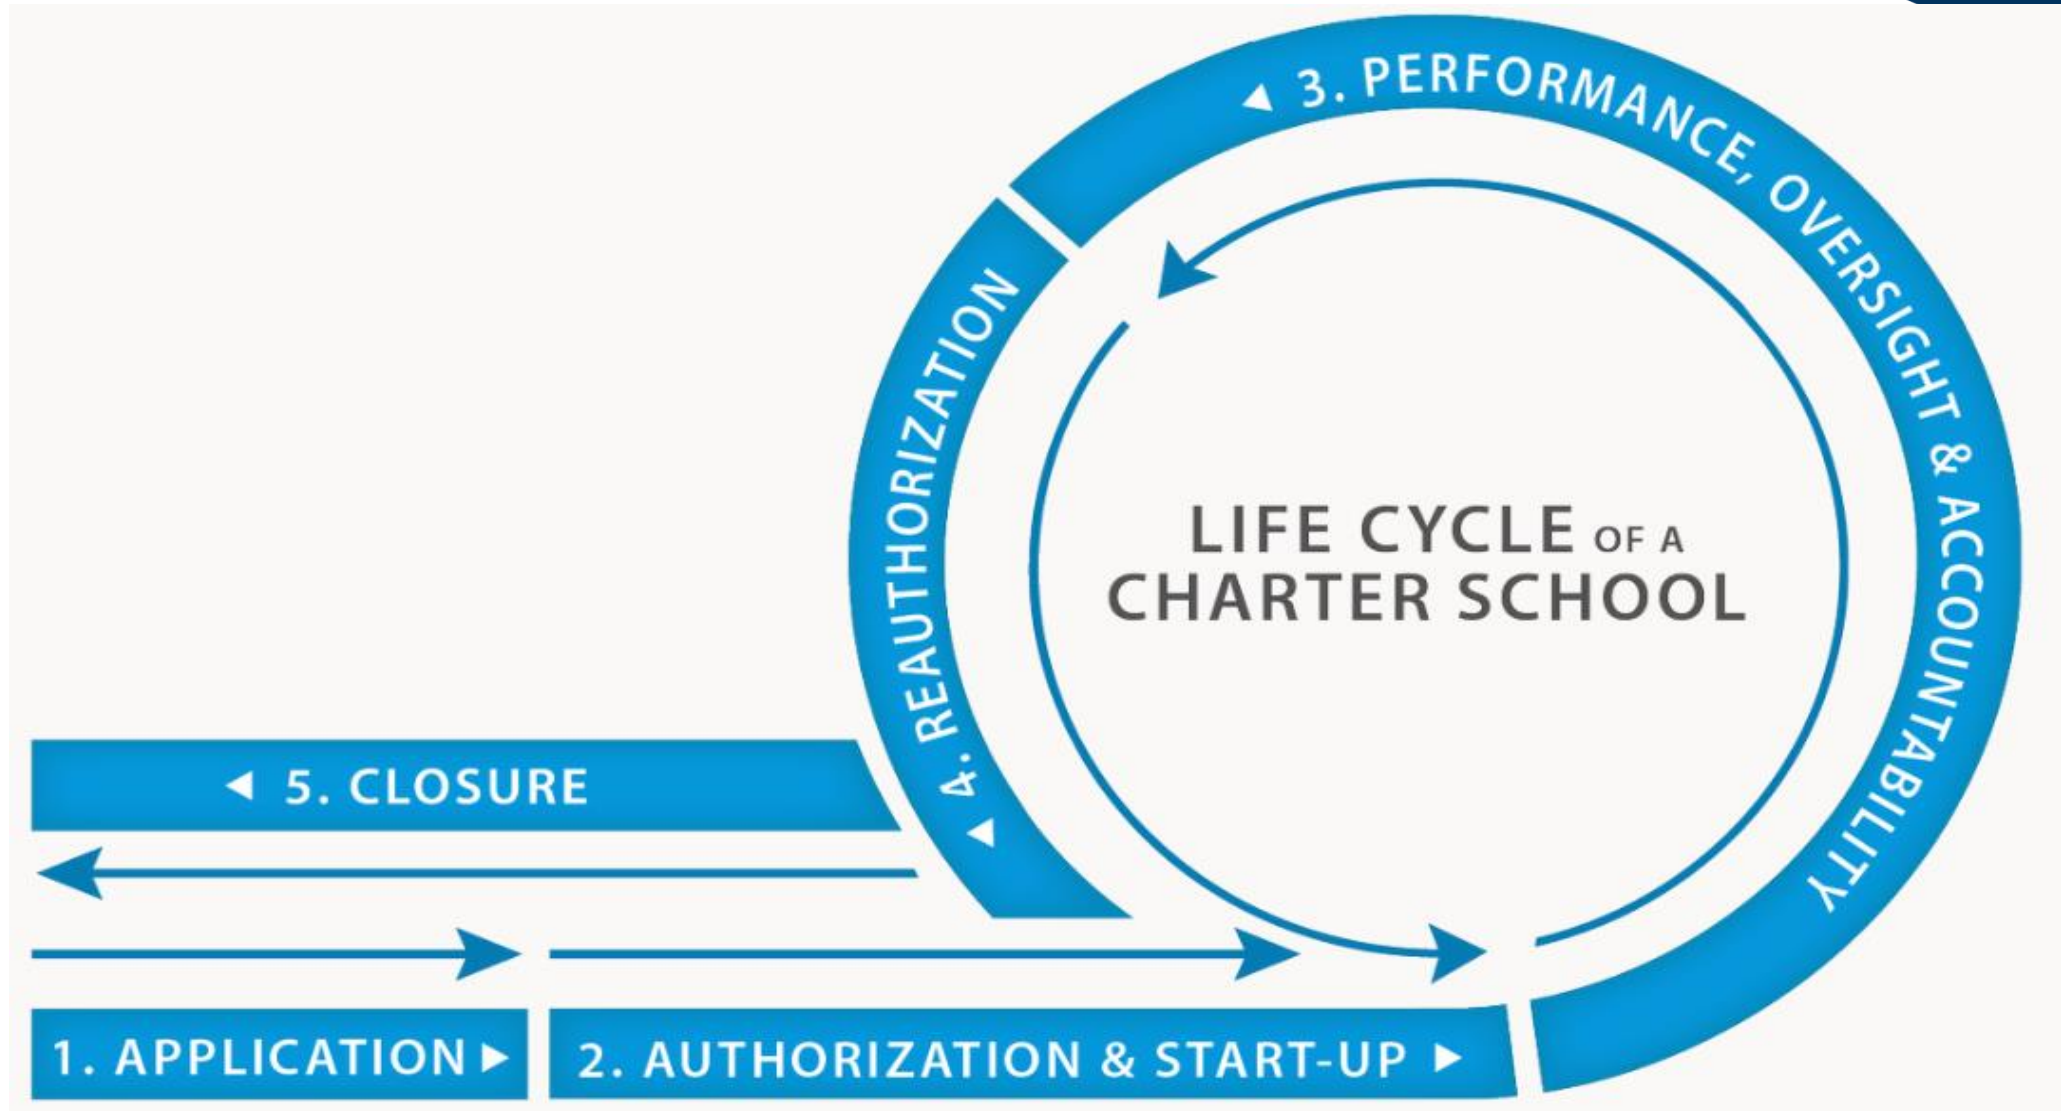 LIFE CYCLE OF A
CHARTER SCHOOL
1. APPLICATION ►
2. AUTHORIZATION & START-UP ►
◄ 3. PERFORMANCE, OVERSIGHT & ACCOUNTABILITY
◄ 4. REAUTHORIZATION
◄ 5. CLOSURE